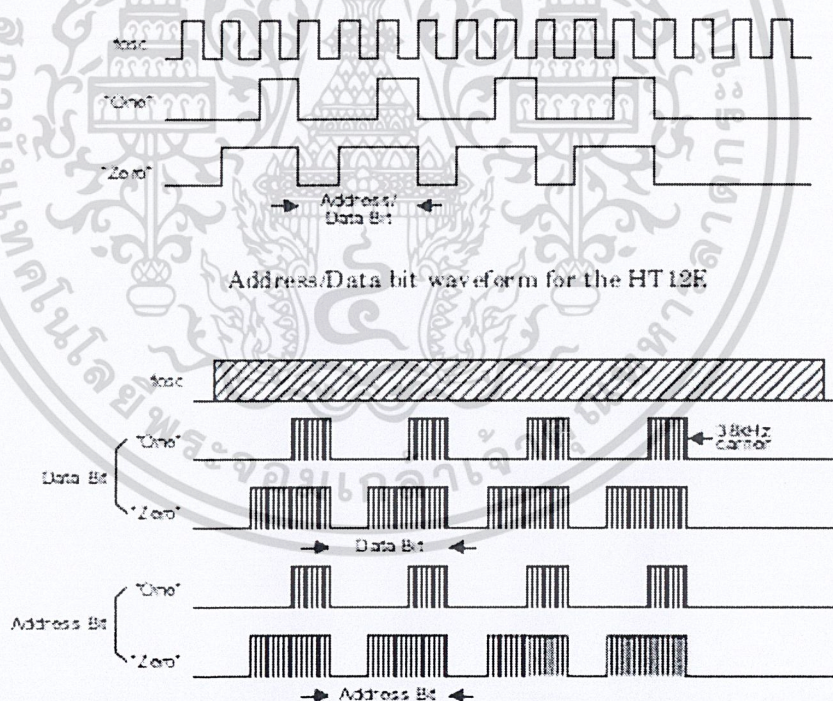 fosc
"One"
"Zero"
Address/
Data Bit
Address/Data bit waveform for the HT12E
fosc
"One"
38kHz
carrier
Data Bit
"Zero"
Data Bit
"One"
Address Bit
"Zero"
Address Bit